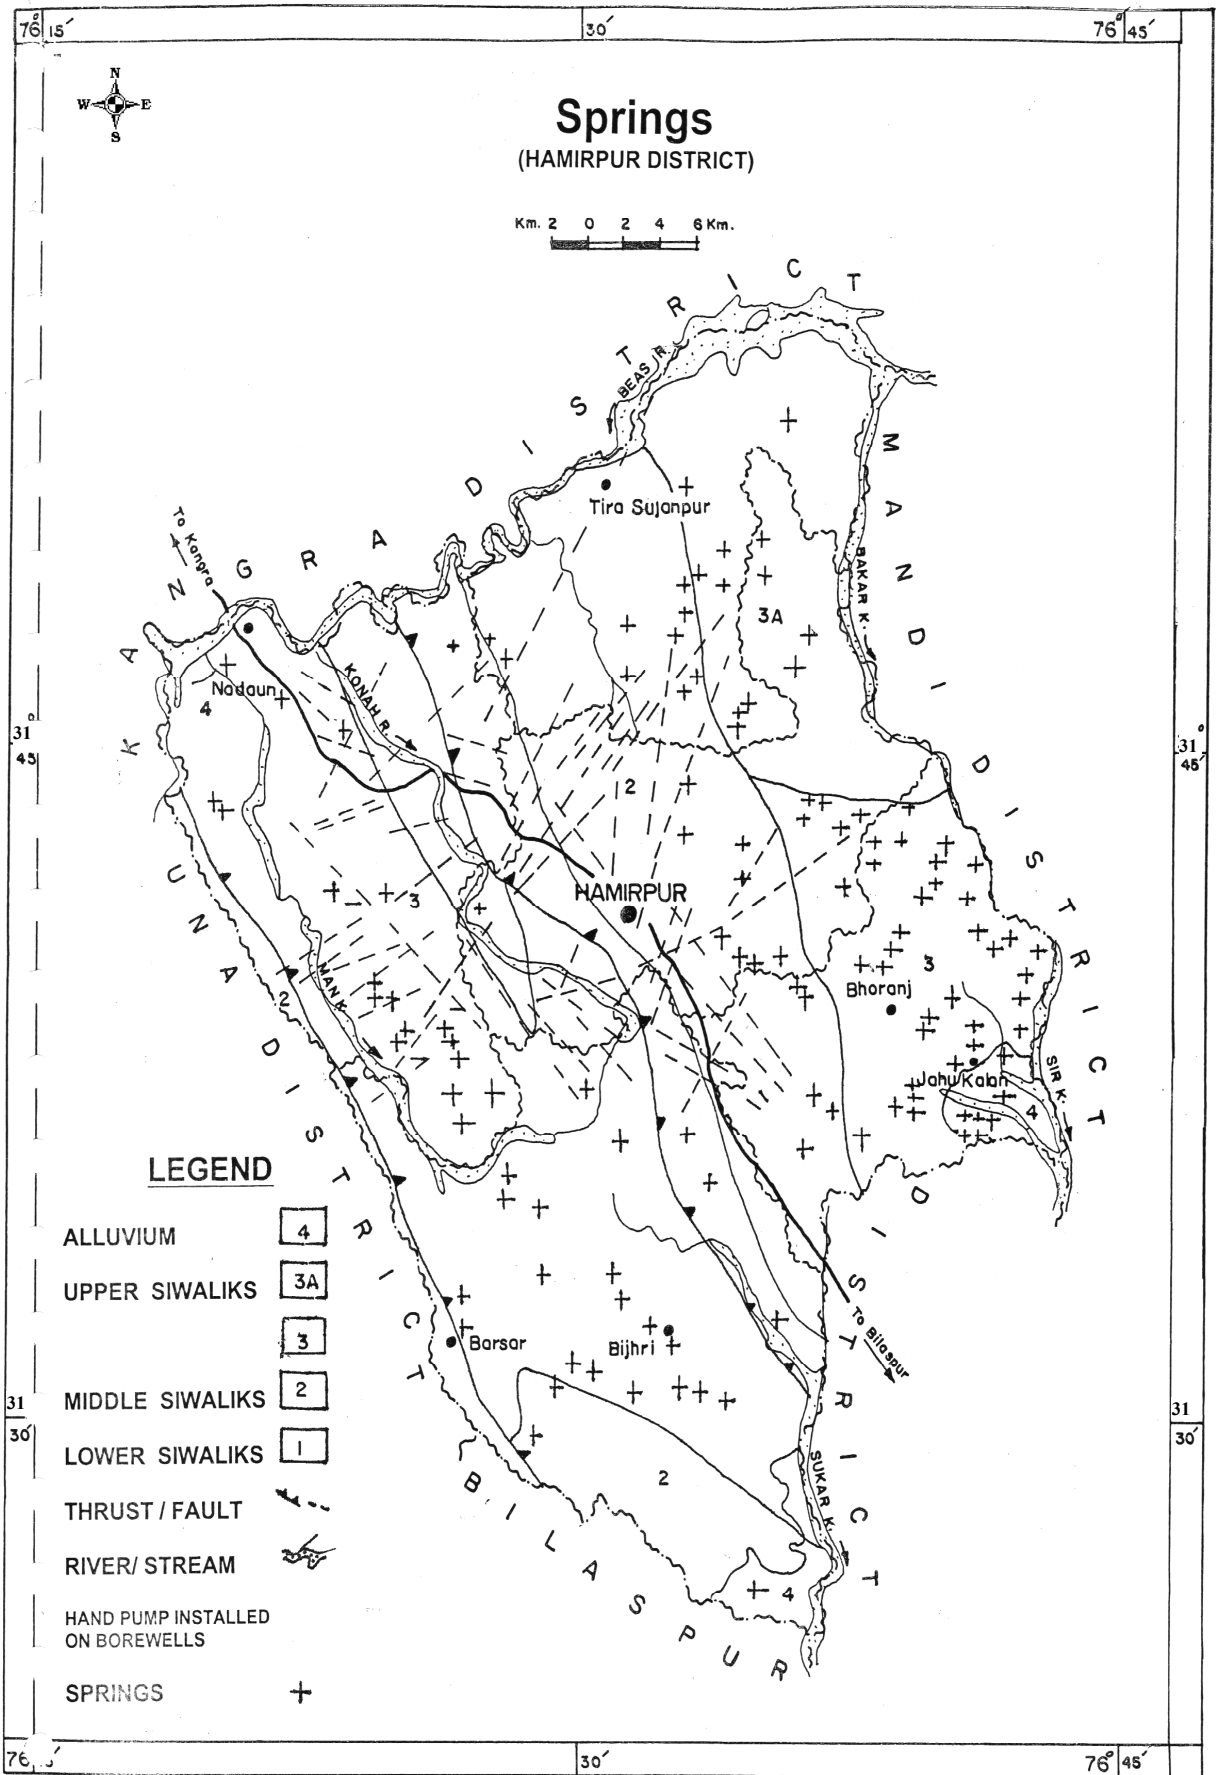 76° 15′
30′
76° 45′
N
W E
S
Springs
(HAMIRPUR DISTRICT)
Km. 2 0 2 4 6 Km.
KANGRA DISTRICT
BEAS R.
MANDI DISTRICT
Tira Sujanpur
To Kangra
BAKAR K.
3A
Nadaun
4
KONAH R.
31° 45′
31° 45′
2
UNA DISTRICT
HAMIRPUR
3
3
MAN K.
2
Bhoranj
Jahu Kalan
SIR K.
4
DISTRICT
To Bilaspur
Barsar
Bijhri
31 30′
31 30′
2
SUKAR K.
BILASPUR
4
LEGEND
ALLUVIUM 4
UPPER SIWALIKS 3A
3
MIDDLE SIWALIKS 2
LOWER SIWALIKS 1
THRUST / FAULT
RIVER/ STREAM
HAND PUMP INSTALLED
ON BOREWELLS
SPRINGS
30′
76° 45′